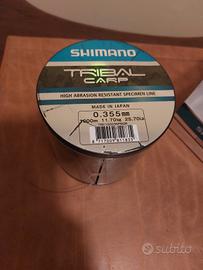 SHIMANO
TRIBAL
CARP
HIGH ABRASION RESISTANT SPECIMEN LINE
MADE IN JAPAN
0.355mm
11.70kg 25.70Lb
subito